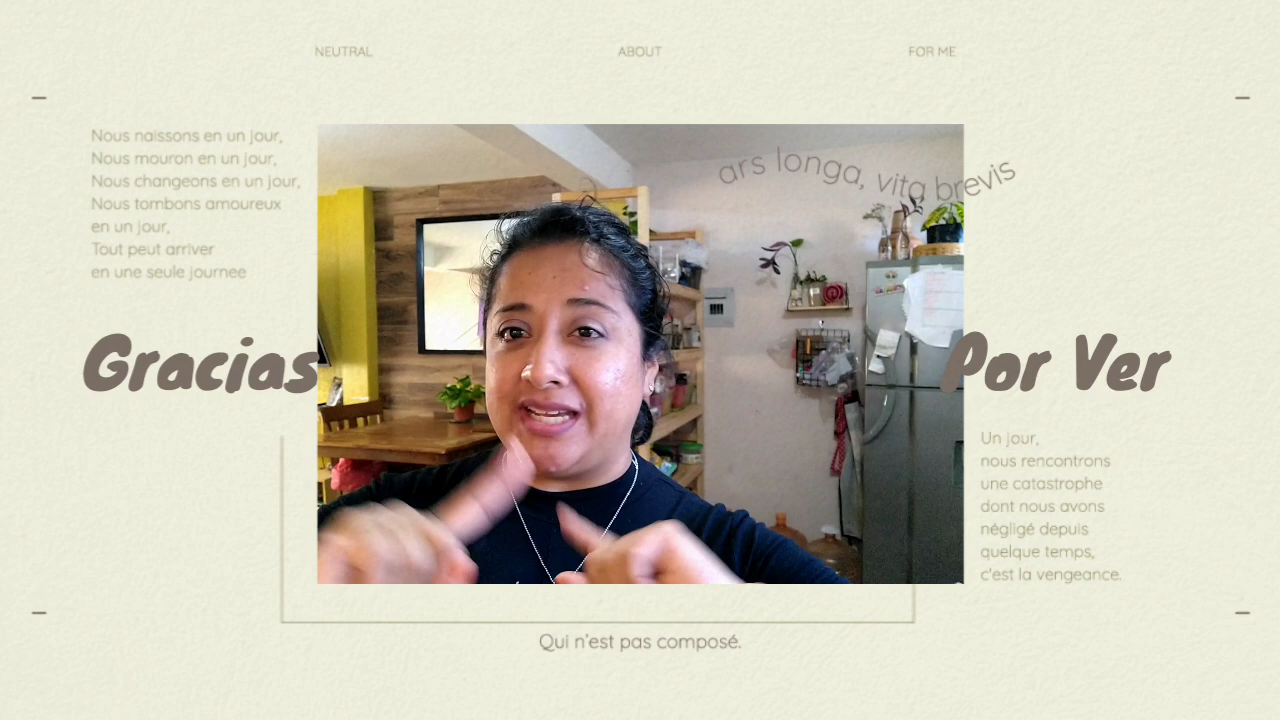 NEUTRAL
ABOUT
FOR ME
Nous naissons en un jour,
Nous mouron en un jour,
Nous changeons en un jour,
Nous tombons amoureux
en un jour,
Tout peut arriver
en une seule journee
ars longa, vita brevis
Gracias
Por Ver
Un jour,
nous rencontrons
une catastrophe
dont nous avons
négligé depuis
quelque temps,
c'est la vengeance.
Qui n'est pas composé.